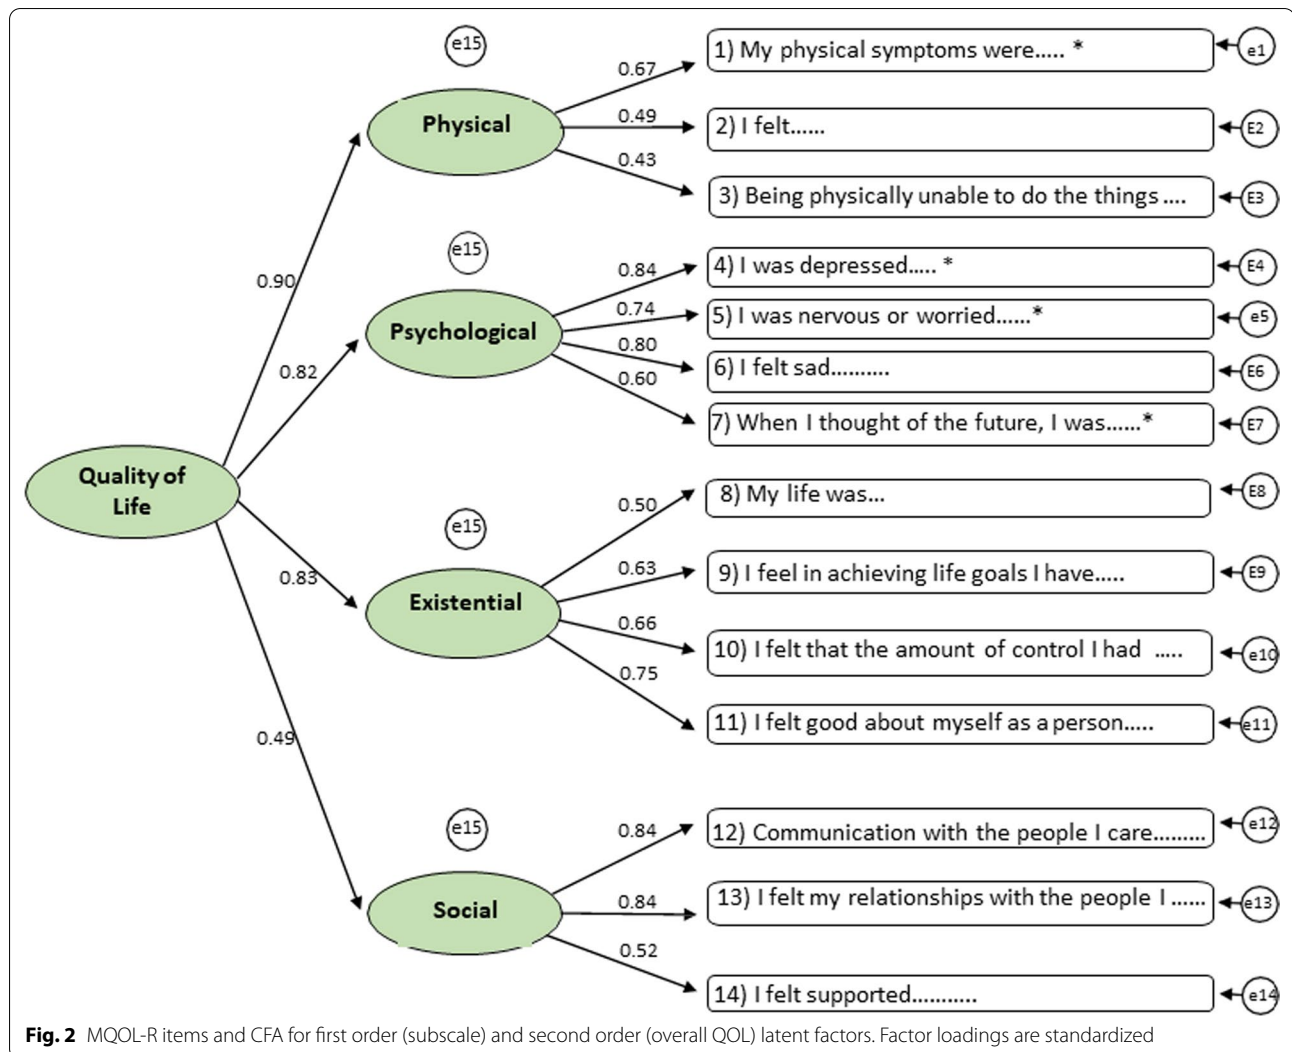 e15
Physical
0.67
0.49
0.43
1) My physical symptoms were..... *
e1
2) I felt......
E2
3) Being physically unable to do the things ....
E3
0.90
e15
Psychological
0.84
0.74
0.80
0.60
4) I was depressed..... *
E4
5) I was nervous or worried......*
e5
6) I felt sad..........
E6
7) When I thought of the future, I was......*
E7
0.82
Quality of
Life
0.83
e15
Existential
0.50
0.63
0.66
0.75
8) My life was...
E8
9) I feel in achieving life goals I have.....
E9
10) I felt that the amount of control I had .....
e10
11) I felt good about myself as a person.....
e11
0.49
e15
Social
0.84
0.84
0.52
12) Communication with the people I care.........
e12
13) I felt my relationships with the people I ......
e13
14) I felt supported...........
e14
Fig. 2 MQOL-R items and CFA for first order (subscale) and second order (overall QOL) latent factors. Factor loadings are standardized